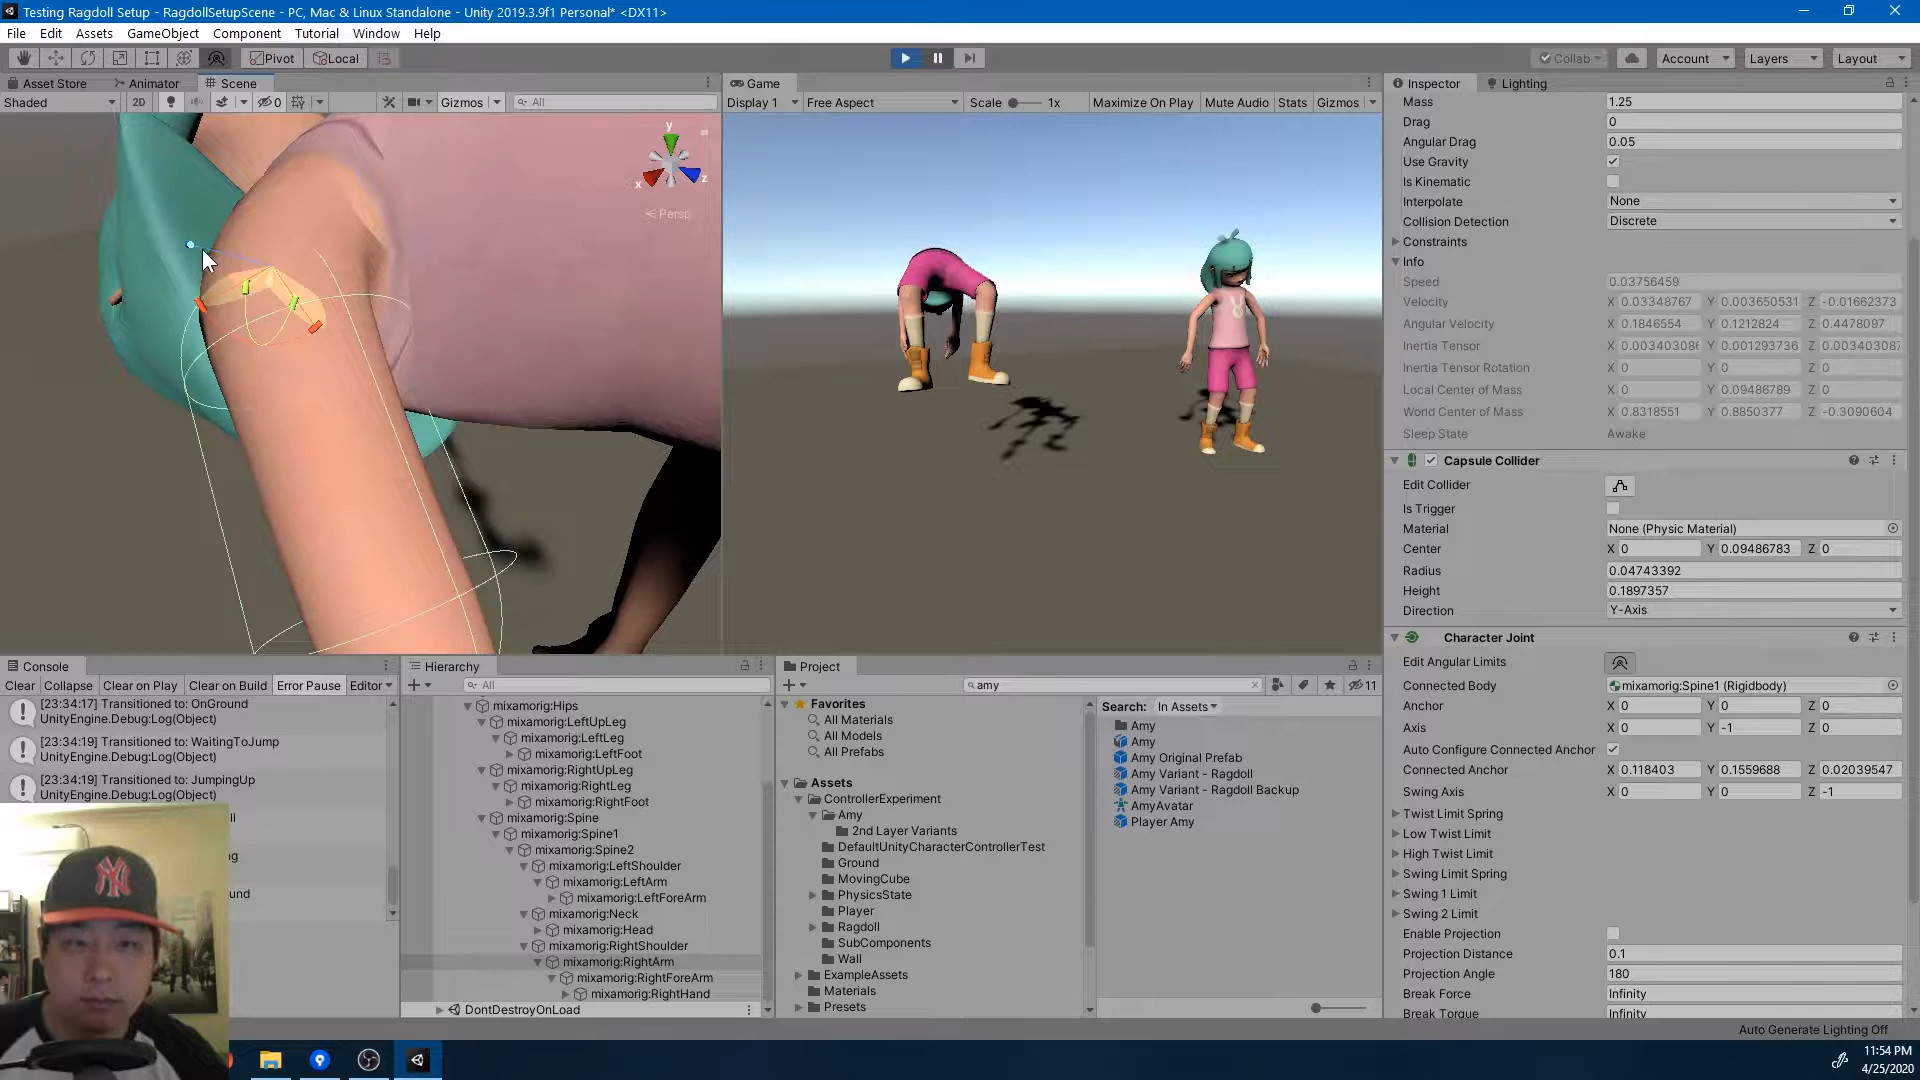 Testing Ragdoll Setup - RagdollSetupScene - PC, Mac & Linux Standalone - Unity 2019.3.9f1 Personal* <DX11>
File Edit Assets GameObject Component Tutorial Window Help
Pivot Local Collab Account Layers Layout
Asset Store Animator Scene
Shaded 2D 0 Gizmos All
y
x
z
Persp
Game
Display 1 Free Aspect Scale 1x Maximize On Play Mute Audio Stats Gizmos
Inspector Lighting
Mass 1.25
Drag 0
Angular Drag 0.05
Use Gravity
Is Kinematic
Interpolate None
Collision Detection Discrete
Constraints
Info
Speed 0.03756459
Velocity X 0.03348767 Y 0.003650531 Z -0.01662373
Angular Velocity X 0.1846554 Y 0.1212824 Z 0.4478097
Inertia Tensor X 0.003403086 Y 0.001293736 Z 0.003403087
Inertia Tensor Rotation X 0 Y 0 Z 0
Local Center of Mass X 0 Y 0.09486789 Z 0
World Center of Mass X 0.8318551 Y 0.8850377 Z -0.3090604
Sleep State Awake
Capsule Collider
Edit Collider
Is Trigger
Material None (Physic Material)
Center X 0 Y 0.09486783 Z 0
Radius 0.04743392
Height 0.1897357
Direction Y-Axis
Character Joint
Edit Angular Limits
Connected Body mixamorig:Spine1 (Rigidbody)
Anchor X 0 Y 0 Z 0
Axis X 0 Y -1 Z 0
Auto Configure Connected Anchor
Connected Anchor X 0.118403 Y 0.1559688 Z 0.02039547
Swing Axis X 0 Y 0 Z -1
Twist Limit Spring
Low Twist Limit
High Twist Limit
Swing Limit Spring
Swing 1 Limit
Swing 2 Limit
Enable Projection
Projection Distance 0.1
Projection Angle 180
Break Force Infinity
Break Torque Infinity
Console
Clear Collapse Clear on Play Clear on Build Error Pause Editor
[23:34:17] Transitioned to: OnGround
UnityEngine.Debug:Log(Object)
[23:34:19] Transitioned to: WaitingToJump
UnityEngine.Debug:Log(Object)
[23:34:19] Transitioned to: JumpingUp
UnityEngine.Debug:Log(Object)
ll
ng
ound
Hierarchy
All
mixamorig:Hips
mixamorig:LeftUpLeg
mixamorig:LeftLeg
mixamorig:LeftFoot
mixamorig:RightUpLeg
mixamorig:RightLeg
mixamorig:RightFoot
mixamorig:Spine
mixamorig:Spine1
mixamorig:Spine2
mixamorig:LeftShoulder
mixamorig:LeftArm
mixamorig:LeftForeArm
mixamorig:Neck
mixamorig:Head
mixamorig:RightShoulder
mixamorig:RightArm
mixamorig:RightForeArm
mixamorig:RightHand
DontDestroyOnLoad
Project
amy
11
Favorites
All Materials
All Models
All Prefabs
Assets
ControllerExperiment
Amy
2nd Layer Variants
DefaultUnityCharacterControllerTest
Ground
MovingCube
PhysicsState
Player
Ragdoll
SubComponents
Wall
ExampleAssets
Materials
Presets
Search: In Assets
Amy
Amy
Amy Original Prefab
Amy Variant - Ragdoll
Amy Variant - Ragdoll Backup
AmyAvatar
Player Amy
Auto Generate Lighting Off
11:54 PM
4/25/2020